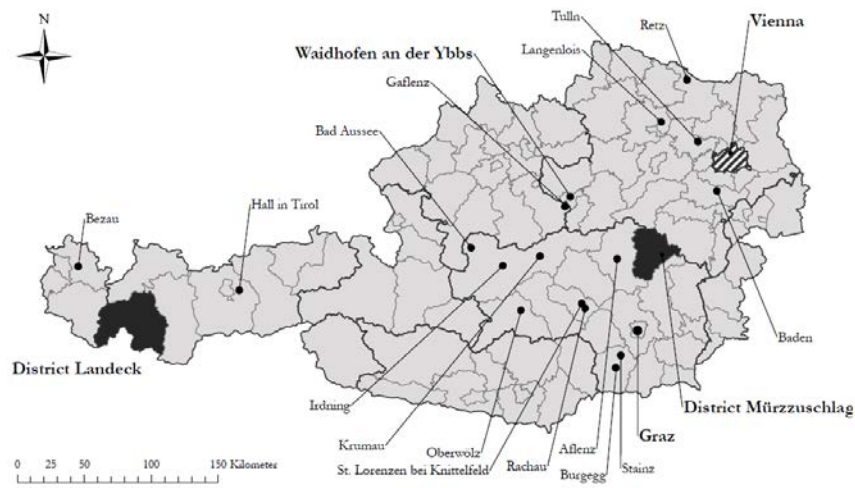 N
Tulln
Retz
Vienna
Waidhofen an der Ybbs
Langenlois
Gaflenz
Bad Aussee
Bezau
Hall in Tirol
Baden
District Landeck
Irdning
District Mürzzuschlag
Krumau
Oberwolz
Aflenz
Graz
St. Lorenzen bei Knittelfeld
Rachau
Burgegg
Stainz
0 25 50 100 150 Kilometer